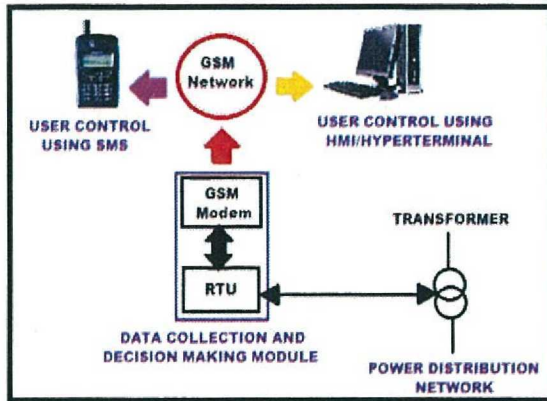 GSM
Network
USER CONTROL
USING SMS
USER CONTROL USING
HMI/HYPERTERMINAL
GSM
Modem
RTU
TRANSFORMER
DATA COLLECTION AND
DECISION MAKING MODULE
POWER DISTRIBUTION
NETWORK